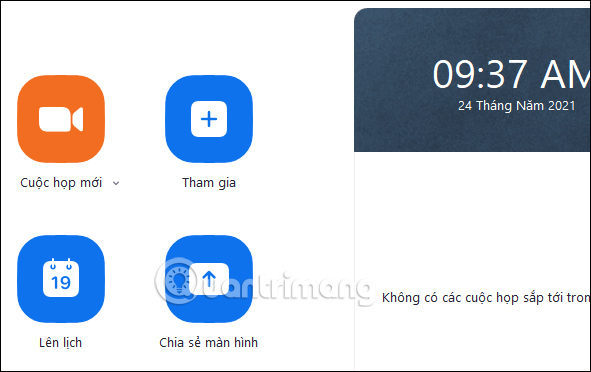 09:37 AM
24 Tháng Năm 2021
Cuộc họp mới
Tham gia
19
Lên lịch
Chia sẻ màn hình
Quantrimang
Không có các cuộc họp sắp tới tron